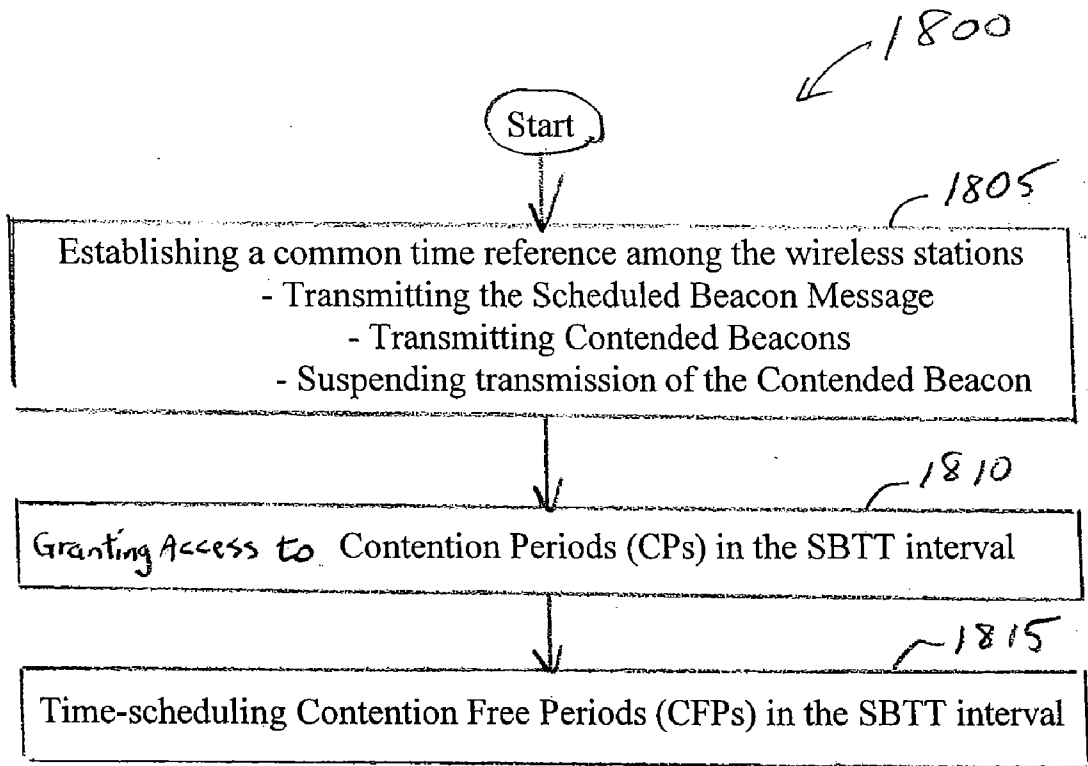 1800
Start
1805
Establishing a common time reference among the wireless stations
- Transmitting the Scheduled Beacon Message
- Transmitting Contended Beacons
- Suspending transmission of the Contended Beacon
1810
Granting Access to Contention Periods (CPs) in the SBTT interval
1815
Time-scheduling Contention Free Periods (CFPs) in the SBTT interval